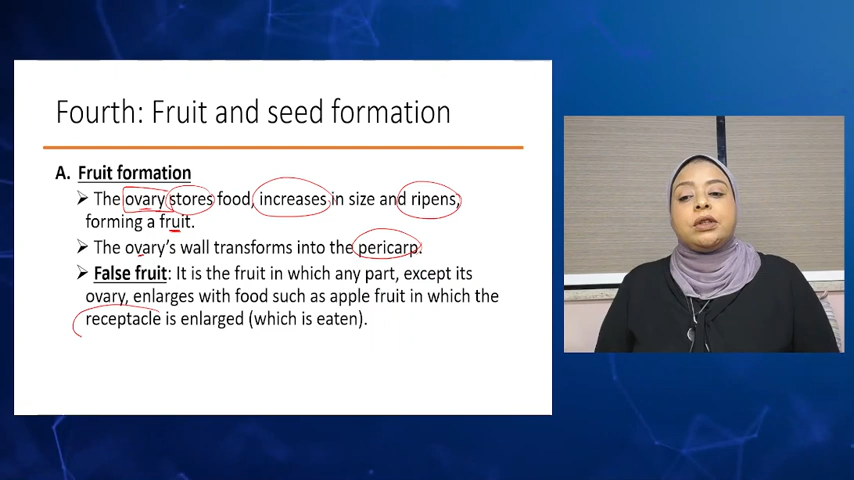 Fourth: Fruit and seed formation
A. Fruit formation
➢ The ovary stores food, increases in size and ripens,
forming a fruit.
➢ The ovary's wall transforms into the pericarp.
➢ False fruit: It is the fruit in which any part, except its
ovary, enlarges with food such as apple fruit in which the
receptacle is enlarged (which is eaten).